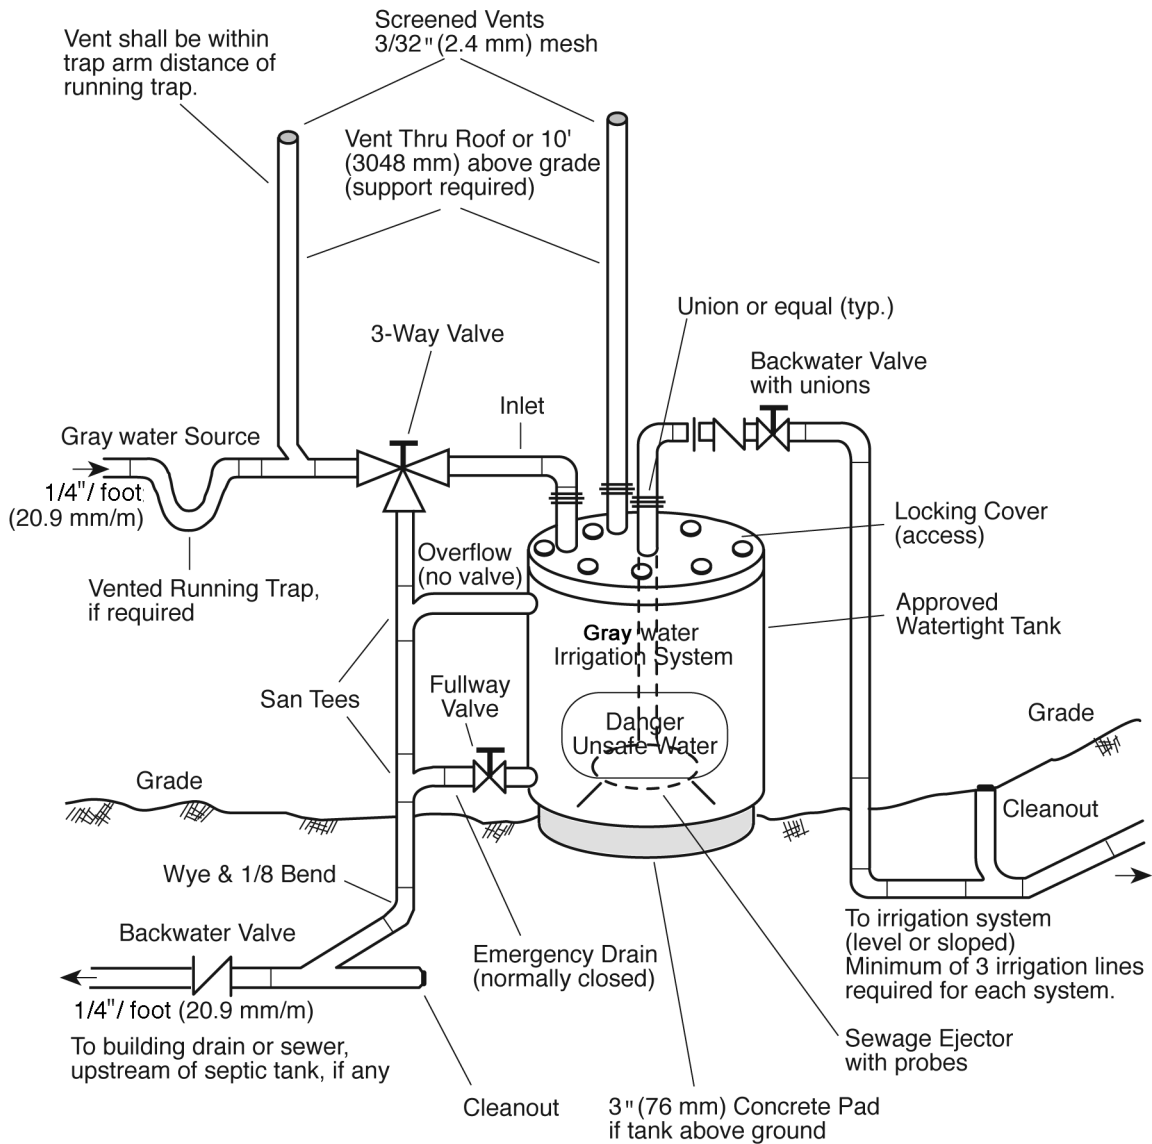 Screened Vents
3/32" (2.4 mm) mesh
Vent shall be within
trap arm distance of
running trap.
Vent Thru Roof or 10'
(3048 mm) above grade
(support required)
Union or equal (typ.)
3-Way Valve
Backwater Valve
with unions
Inlet
Gray water Source
1/4"/ foot
(20.9 mm/m)
Locking Cover
(access)
Overflow
(no valve)
Vented Running Trap,
if required
Approved
Watertight Tank
Gray water
Irrigation System
San Tees
Fullway
Valve
Danger
Unsafe Water
Grade
Grade
Cleanout
Wye & 1/8 Bend
Backwater Valve
To irrigation system
(level or sloped)
Minimum of 3 irrigation lines
required for each system.
Emergency Drain
(normally closed)
1/4"/ foot (20.9 mm/m)
To building drain or sewer,
upstream of septic tank, if any
Sewage Ejector
with probes
Cleanout
3" (76 mm) Concrete Pad
if tank above ground